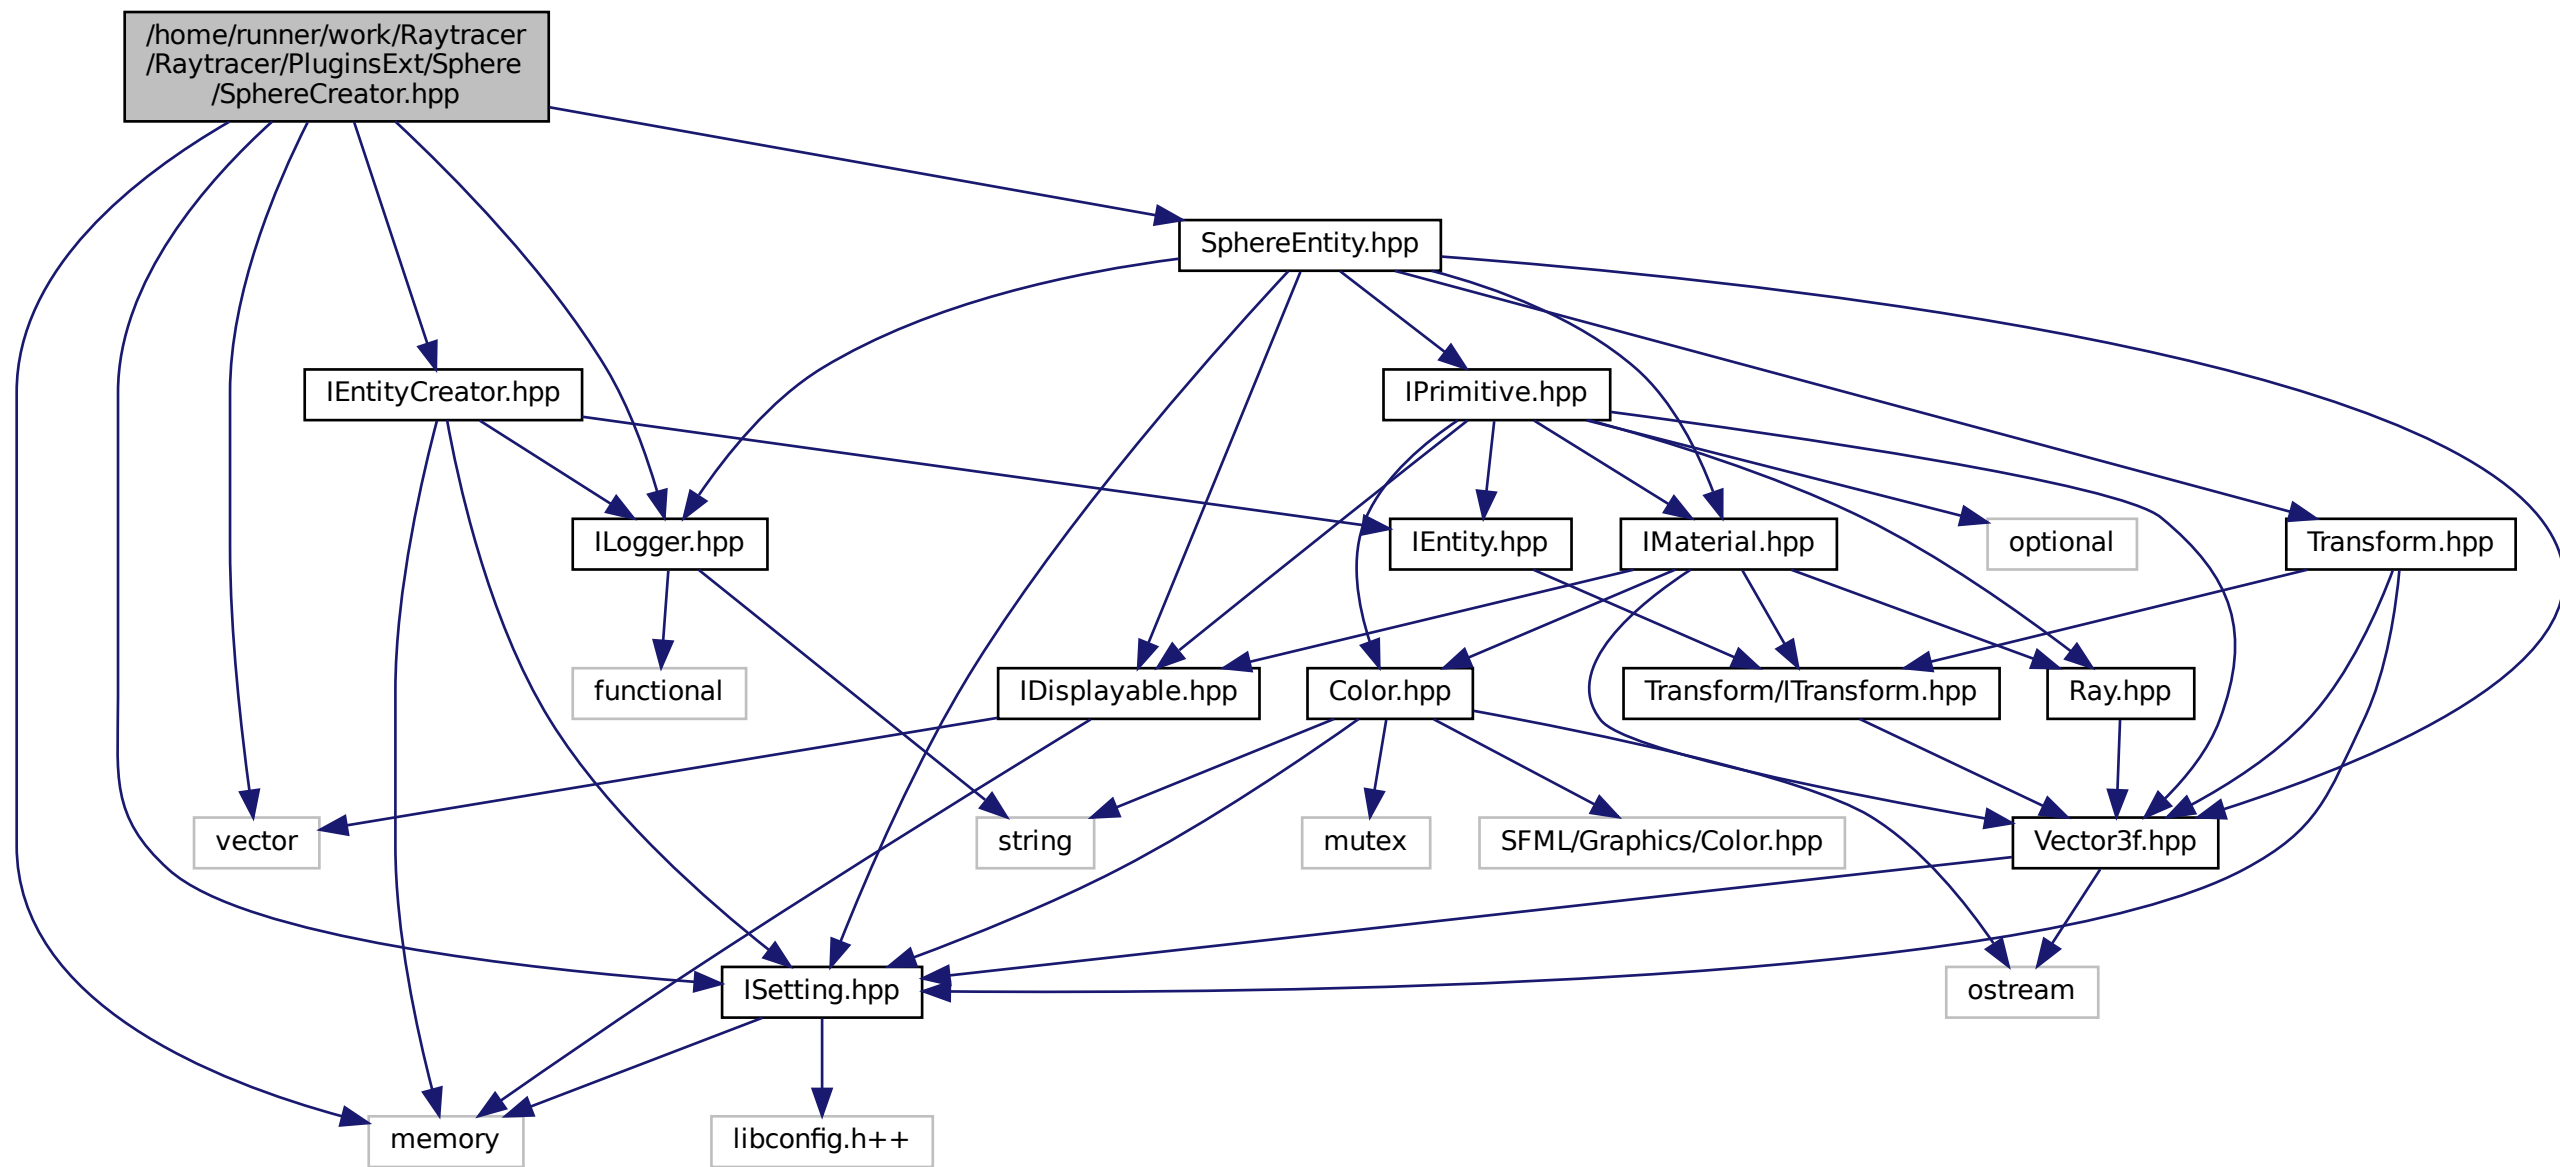 /home/runner/work/Raytracer
/Raytracer/PluginsExt/Sphere
/SphereCreator.hpp
SphereEntity.hpp
IEntityCreator.hpp
IPrimitive.hpp
ILogger.hpp
IEntity.hpp
IMaterial.hpp
optional
Transform.hpp
functional
IDisplayable.hpp
Color.hpp
Transform/ITransform.hpp
Ray.hpp
vector
string
mutex
SFML/Graphics/Color.hpp
Vector3f.hpp
ISetting.hpp
ostream
memory
libconfig.h++